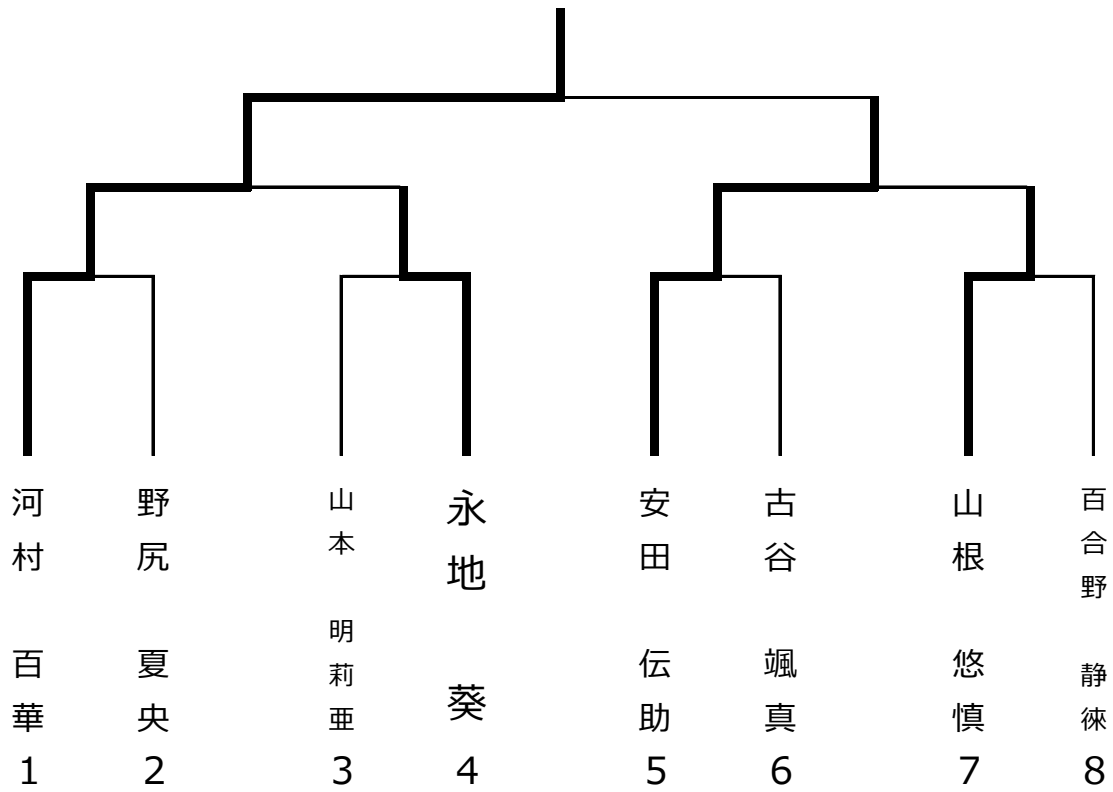 河村 百華
1
野尻 夏央
2
山本 明莉亜
3
永地 葵
4
安田 伝助
5
古谷 颯真
6
山根 悠慎
7
百合野 静徠
8